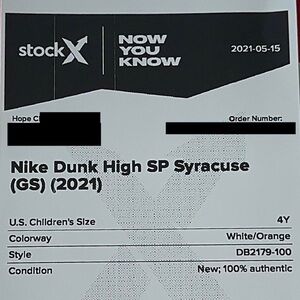 stockX
NOW
YOU
KNOW
2021-05-15
Hope
Order Number:
Nike Dunk High SP Syracuse
(GS) (2021)
U.S. Children's Size 4Y
Colorway White/Orange
Style DB2179-100
Condition New; 100% authentic